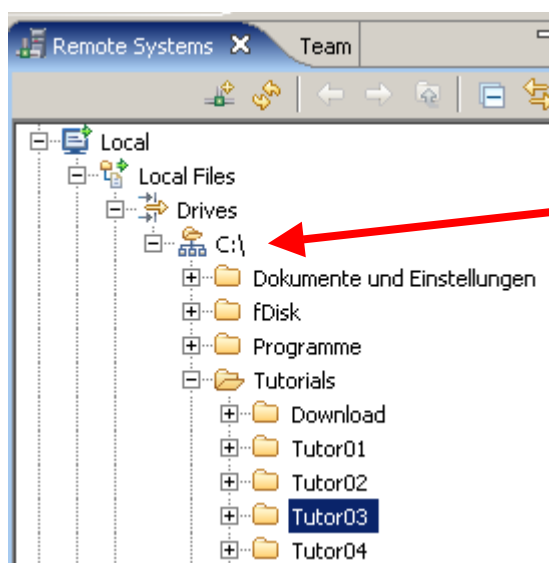 Remote Systems Team
Local
Local Files
Drives
C:\
Dokumente und Einstellungen
fDisk
Programme
Tutorials
Download
Tutor01
Tutor02
Tutor03
Tutor04